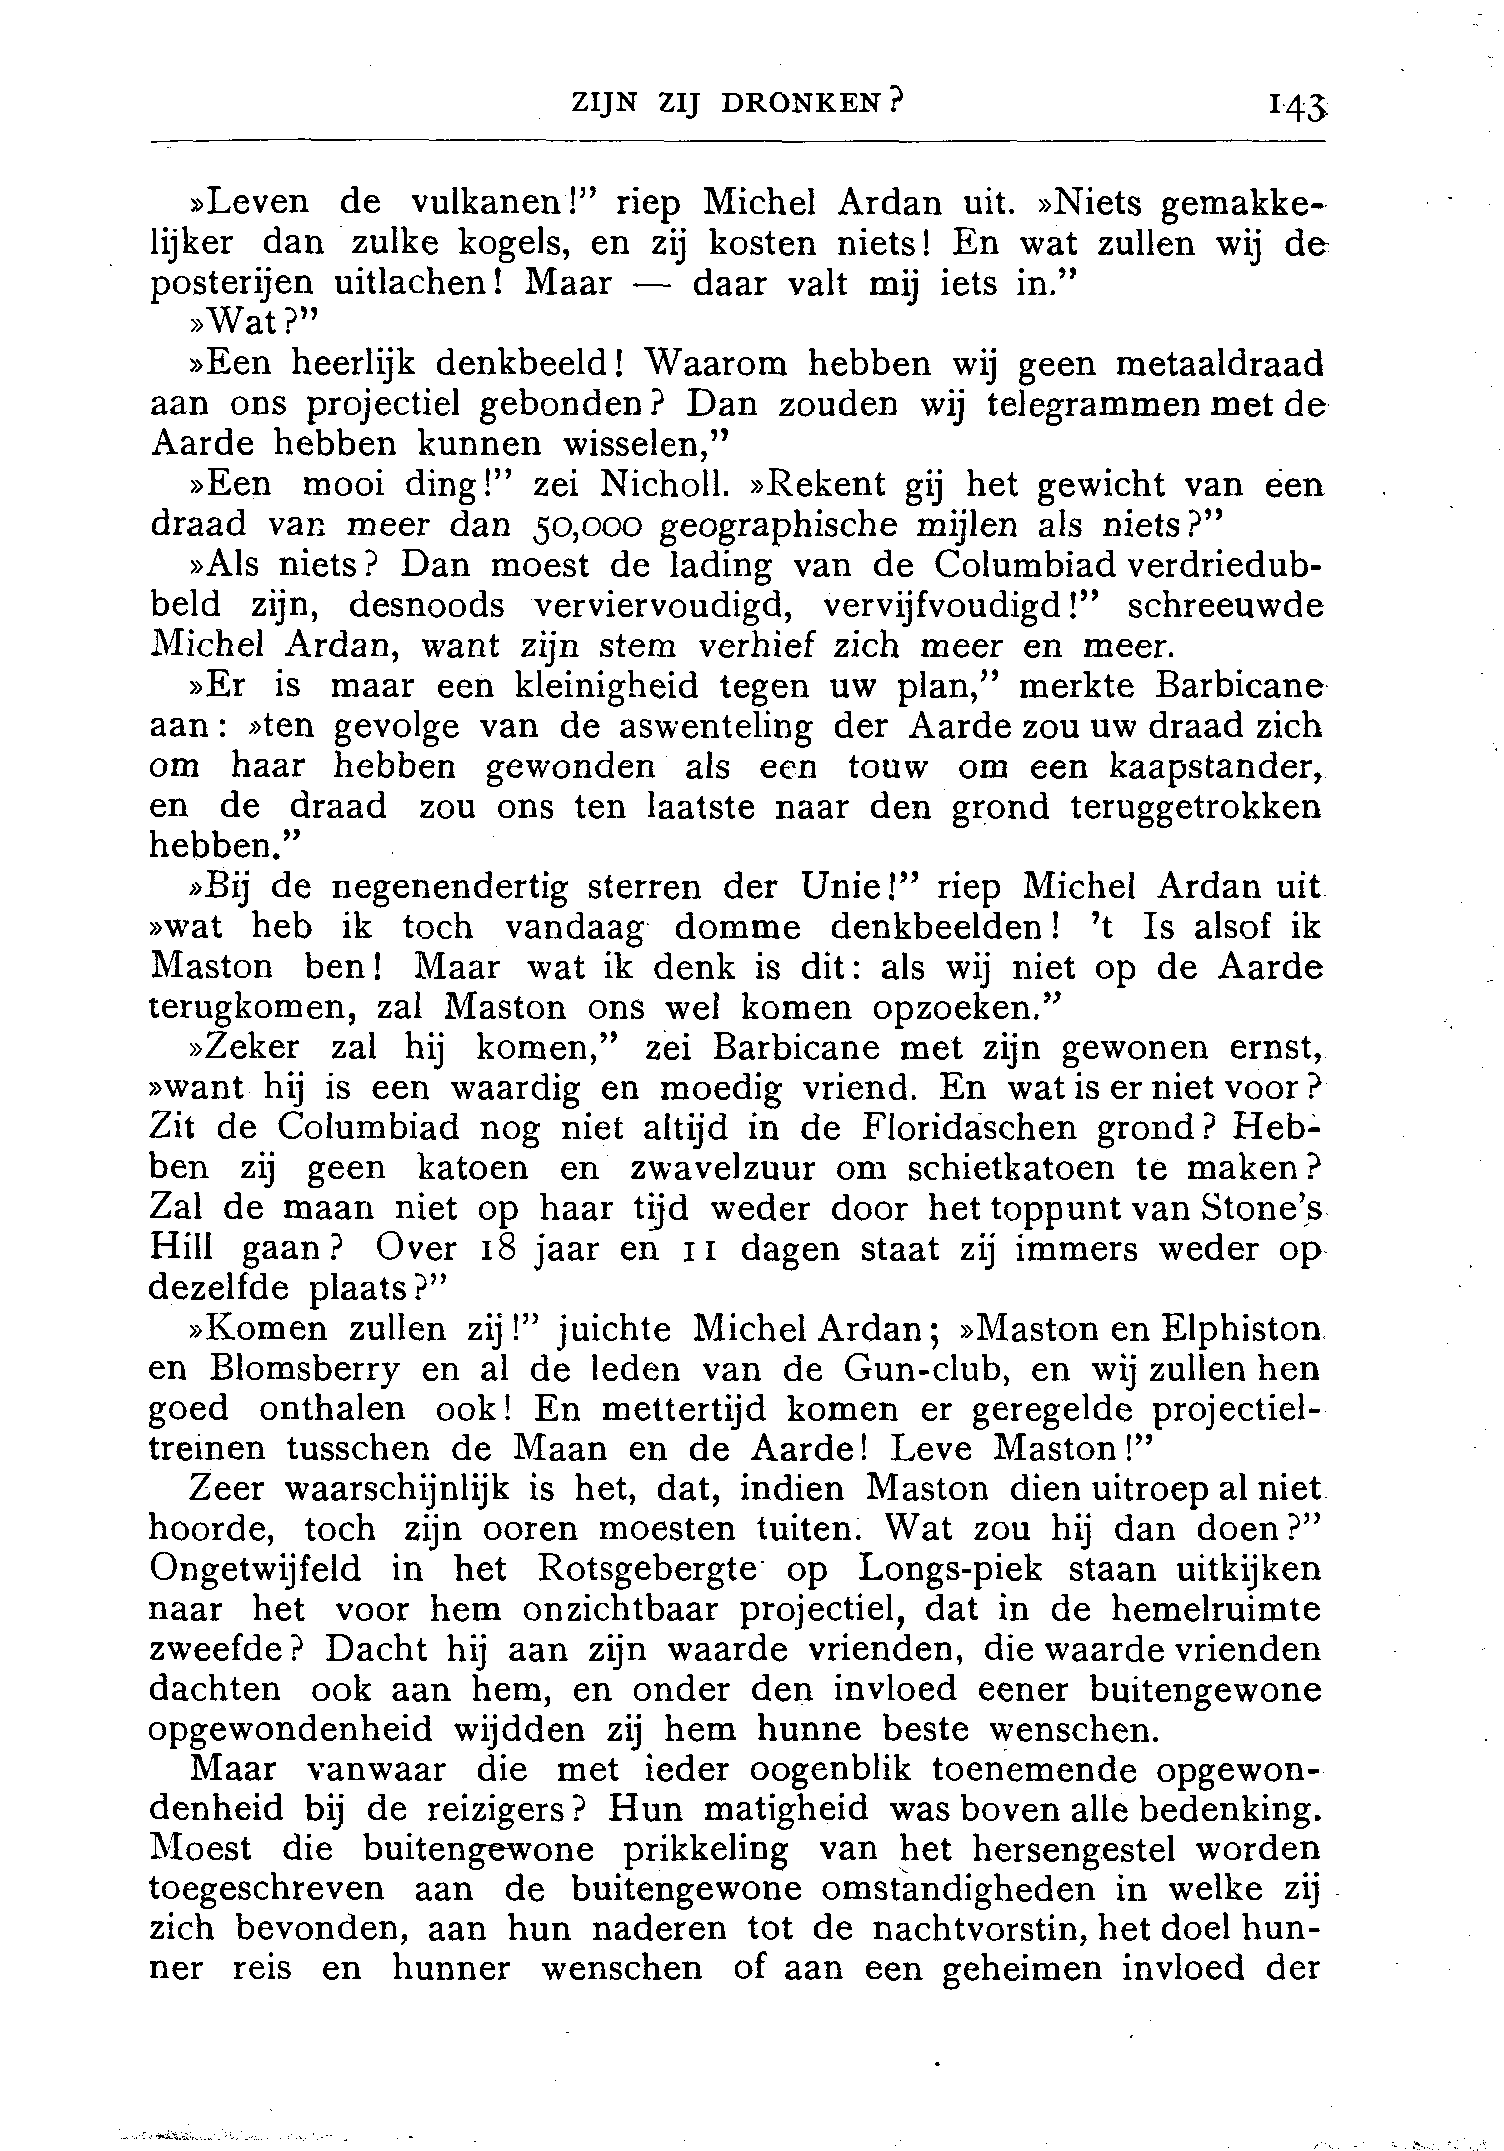 ZIJN ZIJ DRONKEN? 143
»Leven de vulkanen!” riep Michel Ardan uit. »Niets gemakke-
lijker dan zulke kogels, en zij kosten niets! En wat zullen wij de
posterijen uitlachen! Maar — daar valt mij iets in.”
»Wat?”
»Een heerlijk denkbeeld! Waarom hebben wij geen metaaldraad
aan ons projectiel gebonden? Dan zouden wij telegrammen met de
Aarde hebben kunnen wisselen,”
»Een mooi ding!” zei Nicholl. »Rekent gij het gewicht van een
draad van meer dan 50,000 geographische mijlen als niets?”
»Als niets? Dan moest de lading van de Columbiad verdriedub-
beld zijn, desnoods verviervoudigd, vervijfvoudigd!” schreeuwde
Michel Ardan, want zijn stem verhief zich meer en meer.
»Er is maar een kleinigheid tegen uw plan,” merkte Barbicane
aan: »ten gevolge van de aswenteling der Aarde zou uw draad zich
om haar hebben gewonden als een touw om een kaapstander,
en de draad zou ons ten laatste naar den grond teruggetrokken
hebben.”
»Bij de negenendertig sterren der Unie!” riep Michel Ardan uit
»wat heb ik toch vandaag domme denkbeelden! 't Is alsof ik
Maston ben! Maar wat ik denk is dit: als wij niet op de Aarde
terugkomen, zal Maston ons wel komen opzoeken.”
»Zeker zal hij komen,” zei Barbicane met zijn gewonen ernst,
»want hij is een waardig en moedig vriend. En wat is er niet voor?
Zit de Columbiad nog niet altijd in de Floridaschen grond? Heb-
ben zij geen katoen en zwavelzuur om schietkatoen te maken?
Zal de maan niet op haar tijd weder door het toppunt van Stone's
Hill gaan? Over 18 jaar en 11 dagen staat zij immers weder op
dezelfde plaats?”
»Komen zullen zij!” juichte Michel Ardan; »Maston en Elphiston
en Blomsberry en al de leden van de Gun-club, en wij zullen hen
goed onthalen ook! En mettertijd komen er geregelde projectiel-
treinen tusschen de Maan en de Aarde! Leve Maston!”
Zeer waarschijnlijk is het, dat, indien Maston dien uitroep al niet
hoorde, toch zijn ooren moesten tuiten. Wat zou hij dan doen?”
Ongetwijfeld in het Rotsgebergte op Longs-piek staan uitkijken
naar het voor hem onzichtbaar projectiel, dat in de hemelruimte
zweefde? Dacht hij aan zijn waarde vrienden, die waarde vrienden
dachten ook aan hem, en onder den invloed eener buitengewone
opgewondenheid wijdden zij hem hunne beste wenschen.
Maar vanwaar die met ieder oogenblik toenemende opgewon-
denheid bij de reizigers? Hun matigheid was boven alle bedenking.
Moest die buitengewone prikkeling van het hersengestel worden
toegeschreven aan de buitengewone omstandigheden in welke zij
zich bevonden, aan hun naderen tot de nachtvorstin, het doel hun-
ner reis en hunner wenschen of aan een geheimen invloed der